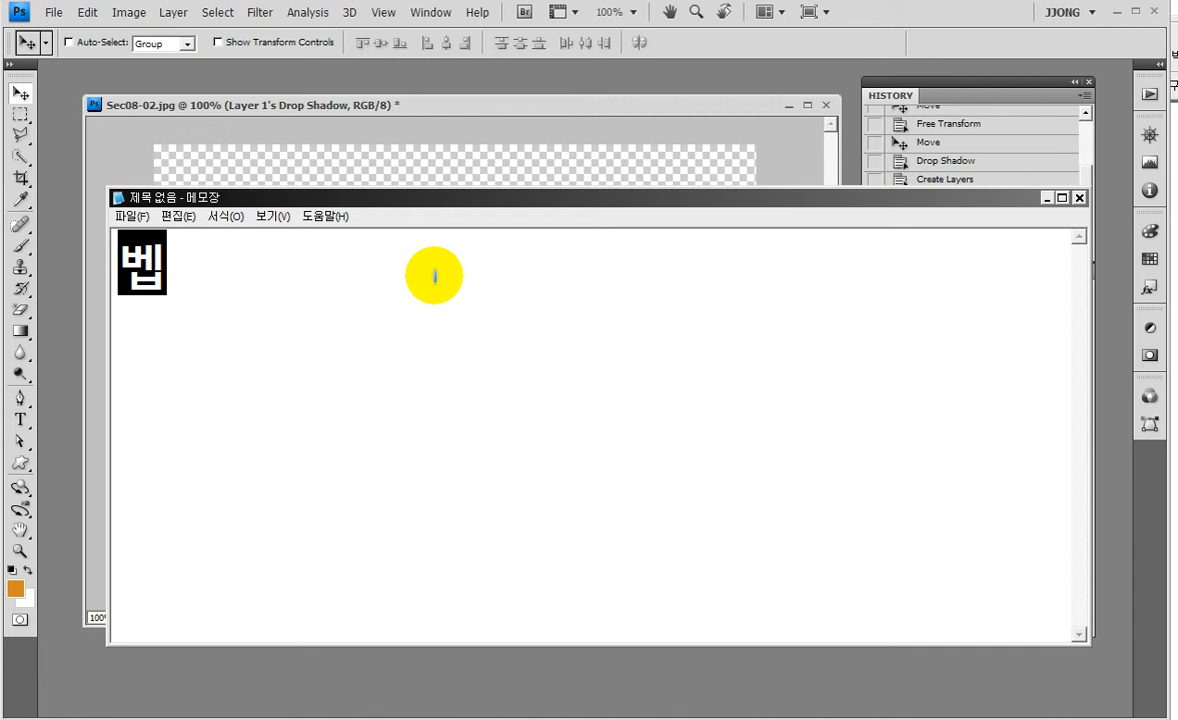 Ps File Edit Image Layer Select Filter Analysis 3D View Window Help Br 100% JJONG
Auto-Select: Group Show Transform Controls
Ps Sec08-02.jpg @ 100% (Layer 1's Drop Shadow, RGB/8) *
HISTORY
Move
Free Transform
Move
Drop Shadow
Create Layers
제목 없음 - 메모장
파일(F) 편집(E) 서식(O) 보기(V) 도움말(H)
벱
100%